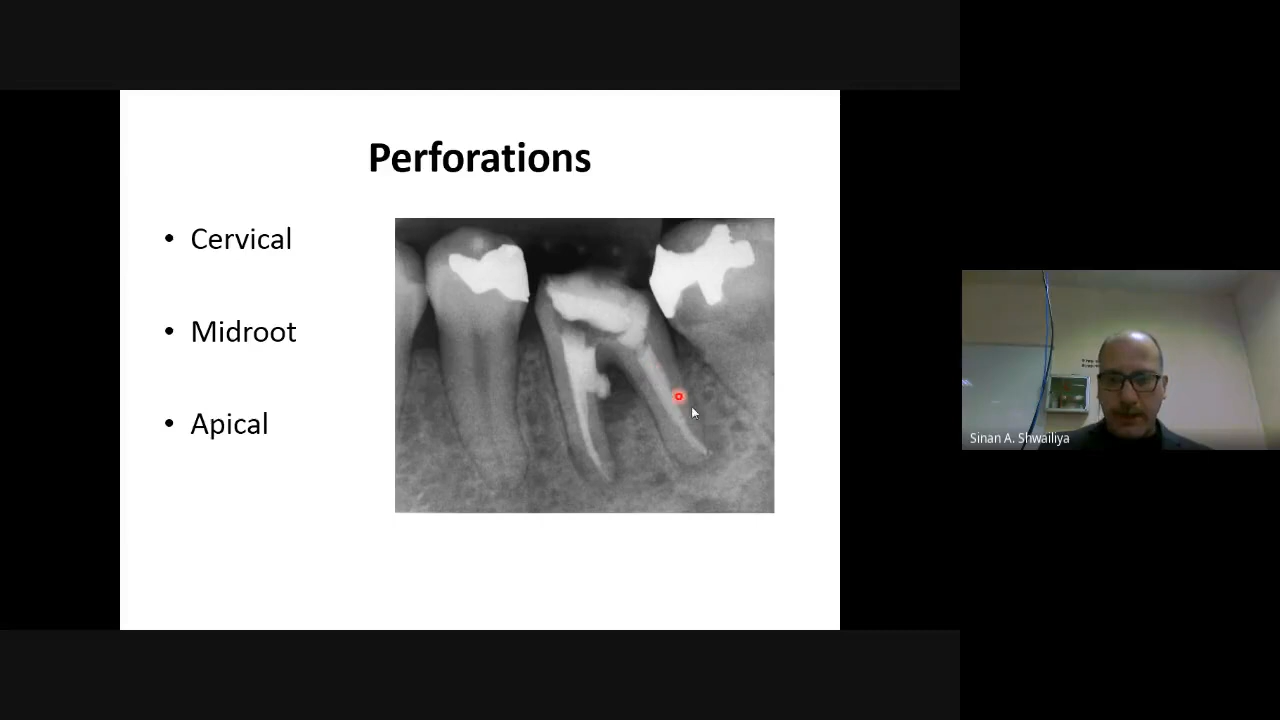 Perforations
• Cervical
• Midroot
• Apical
Sinan A. Shwailiya